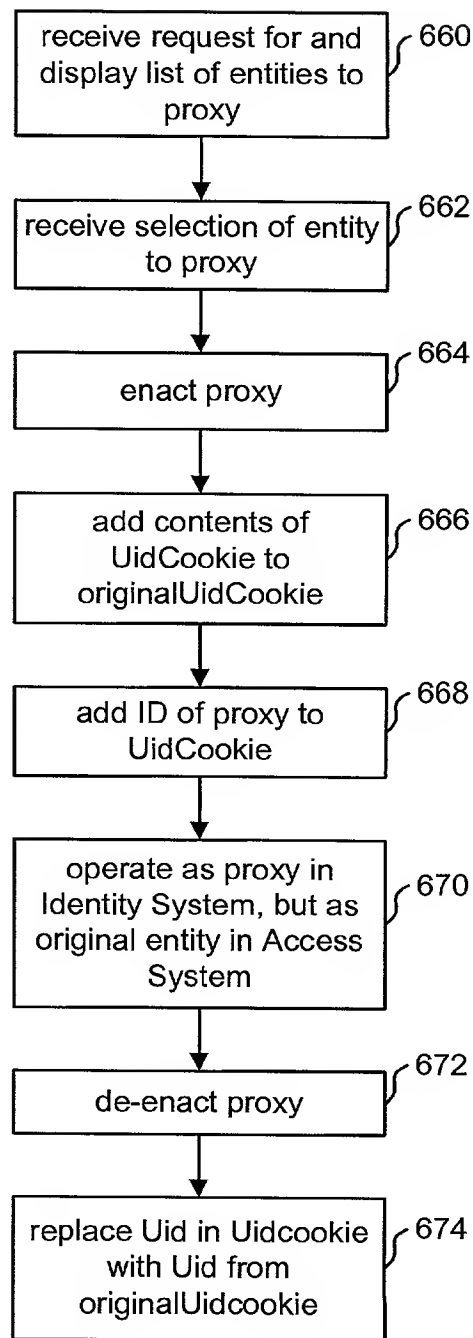 receive request for and
display list of entities to
proxy
660
receive selection of entity
to proxy
662
enact proxy
664
add contents of
UidCookie to
originalUidCookie
666
add ID of proxy to
UidCookie
668
operate as proxy in
Identity System, but as
original entity in Access
System
670
de-enact proxy
672
replace Uid in Uidcookie
with Uid from
originalUidcookie
674